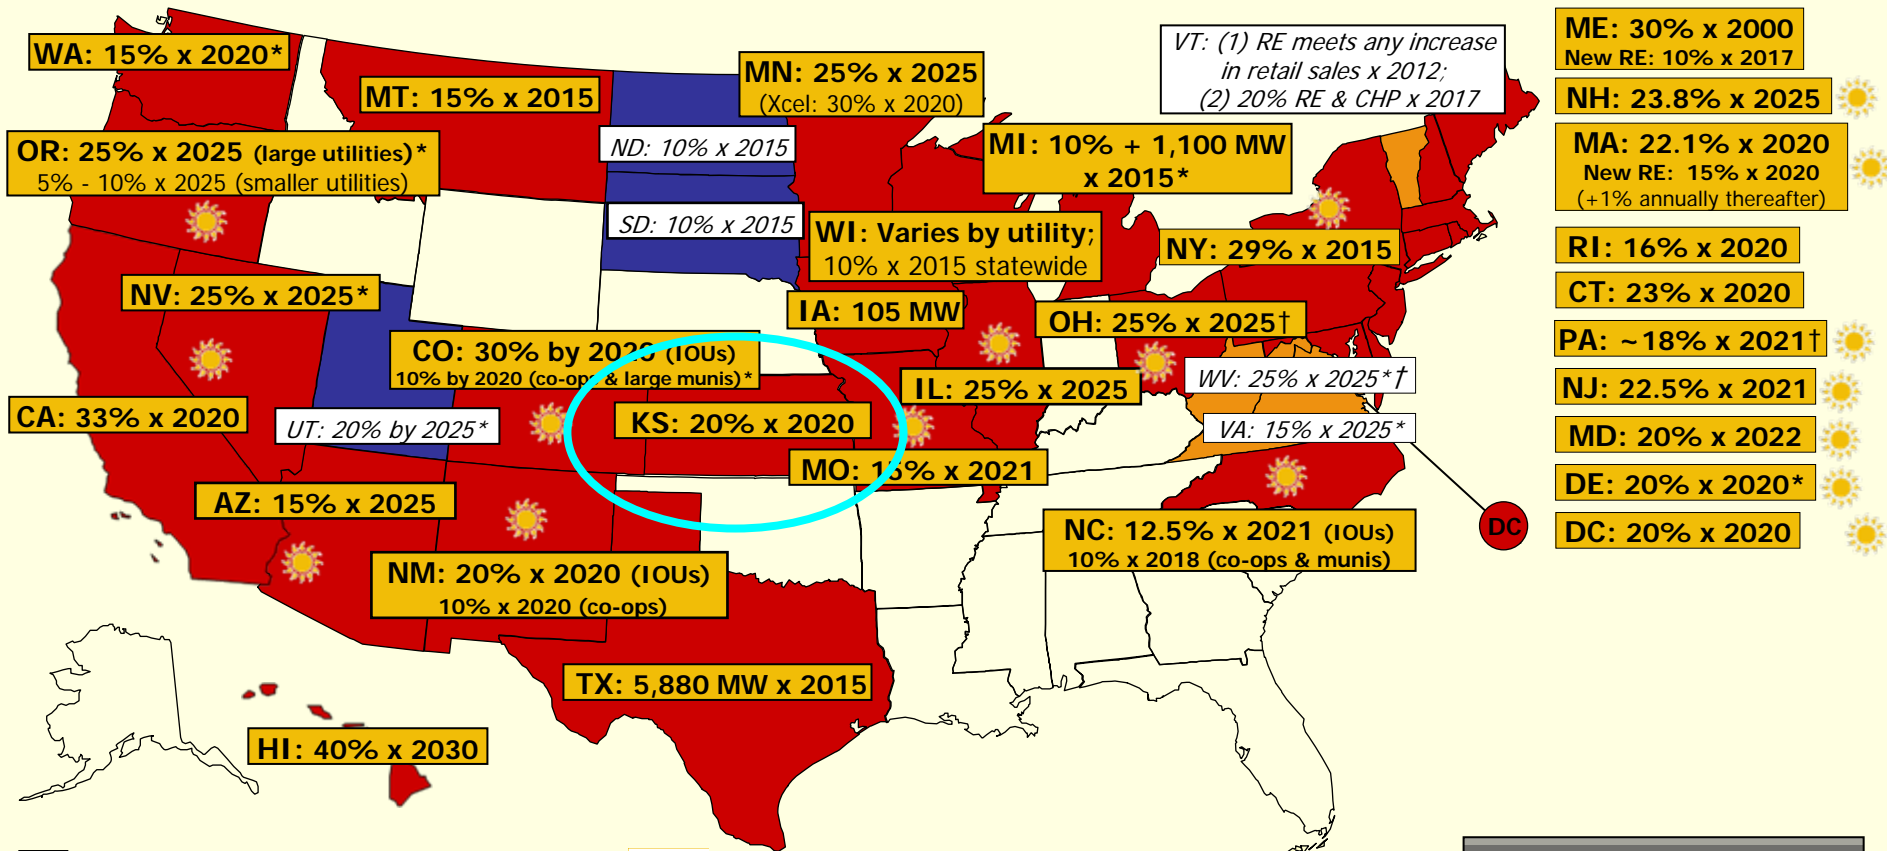 WA: 15% x 2020*
MT: 15% x 2015
MN: 25% x 2025
(Xcel: 30% x 2020)
VT: (1) RE meets any increase
in retail sales x 2012;
(2) 20% RE & CHP x 2017
ME: 30% x 2000
New RE: 10% x 2017
NH: 23.8% x 2025
OR: 25% x 2025 (large utilities)*
5% - 10% x 2025 (smaller utilities)
ND: 10% x 2015
MI: 10% + 1,100 MW
x 2015*
MA: 22.1% x 2020
New RE: 15% x 2020
(+1% annually thereafter)
SD: 10% x 2015
WI: Varies by utility;
10% x 2015 statewide
NY: 29% x 2015
RI: 16% x 2020
NV: 25% x 2025*
IA: 105 MW
OH: 25% x 2025†
CT: 23% x 2020
CO: 30% by 2020 (IOUs)
10% by 2020 (co-ops & large munis)*
PA: ~18% x 2021†
WV: 25% x 2025*†
IL: 25% x 2025
NJ: 22.5% x 2021
CA: 33% x 2020
UT: 20% by 2025*
KS: 20% x 2020
VA: 15% x 2025*
MD: 20% x 2022
MO: 15% x 2021
DE: 20% x 2020*
AZ: 15% x 2025
NC: 12.5% x 2021 (IOUs)
10% x 2018 (co-ops & munis)
DC
DC: 20% x 2020
NM: 20% x 2020 (IOUs)
10% x 2020 (co-ops)
TX: 5,880 MW x 2015
HI: 40% x 2030